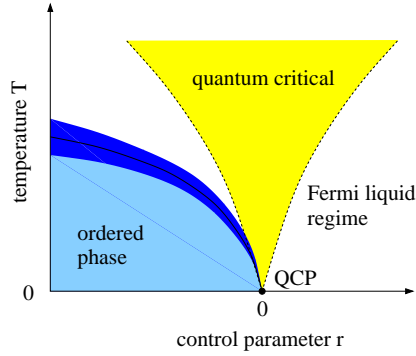 temperature T
quantum critical
Fermi liquid
regime
ordered
phase
QCP
0
0
control parameter r